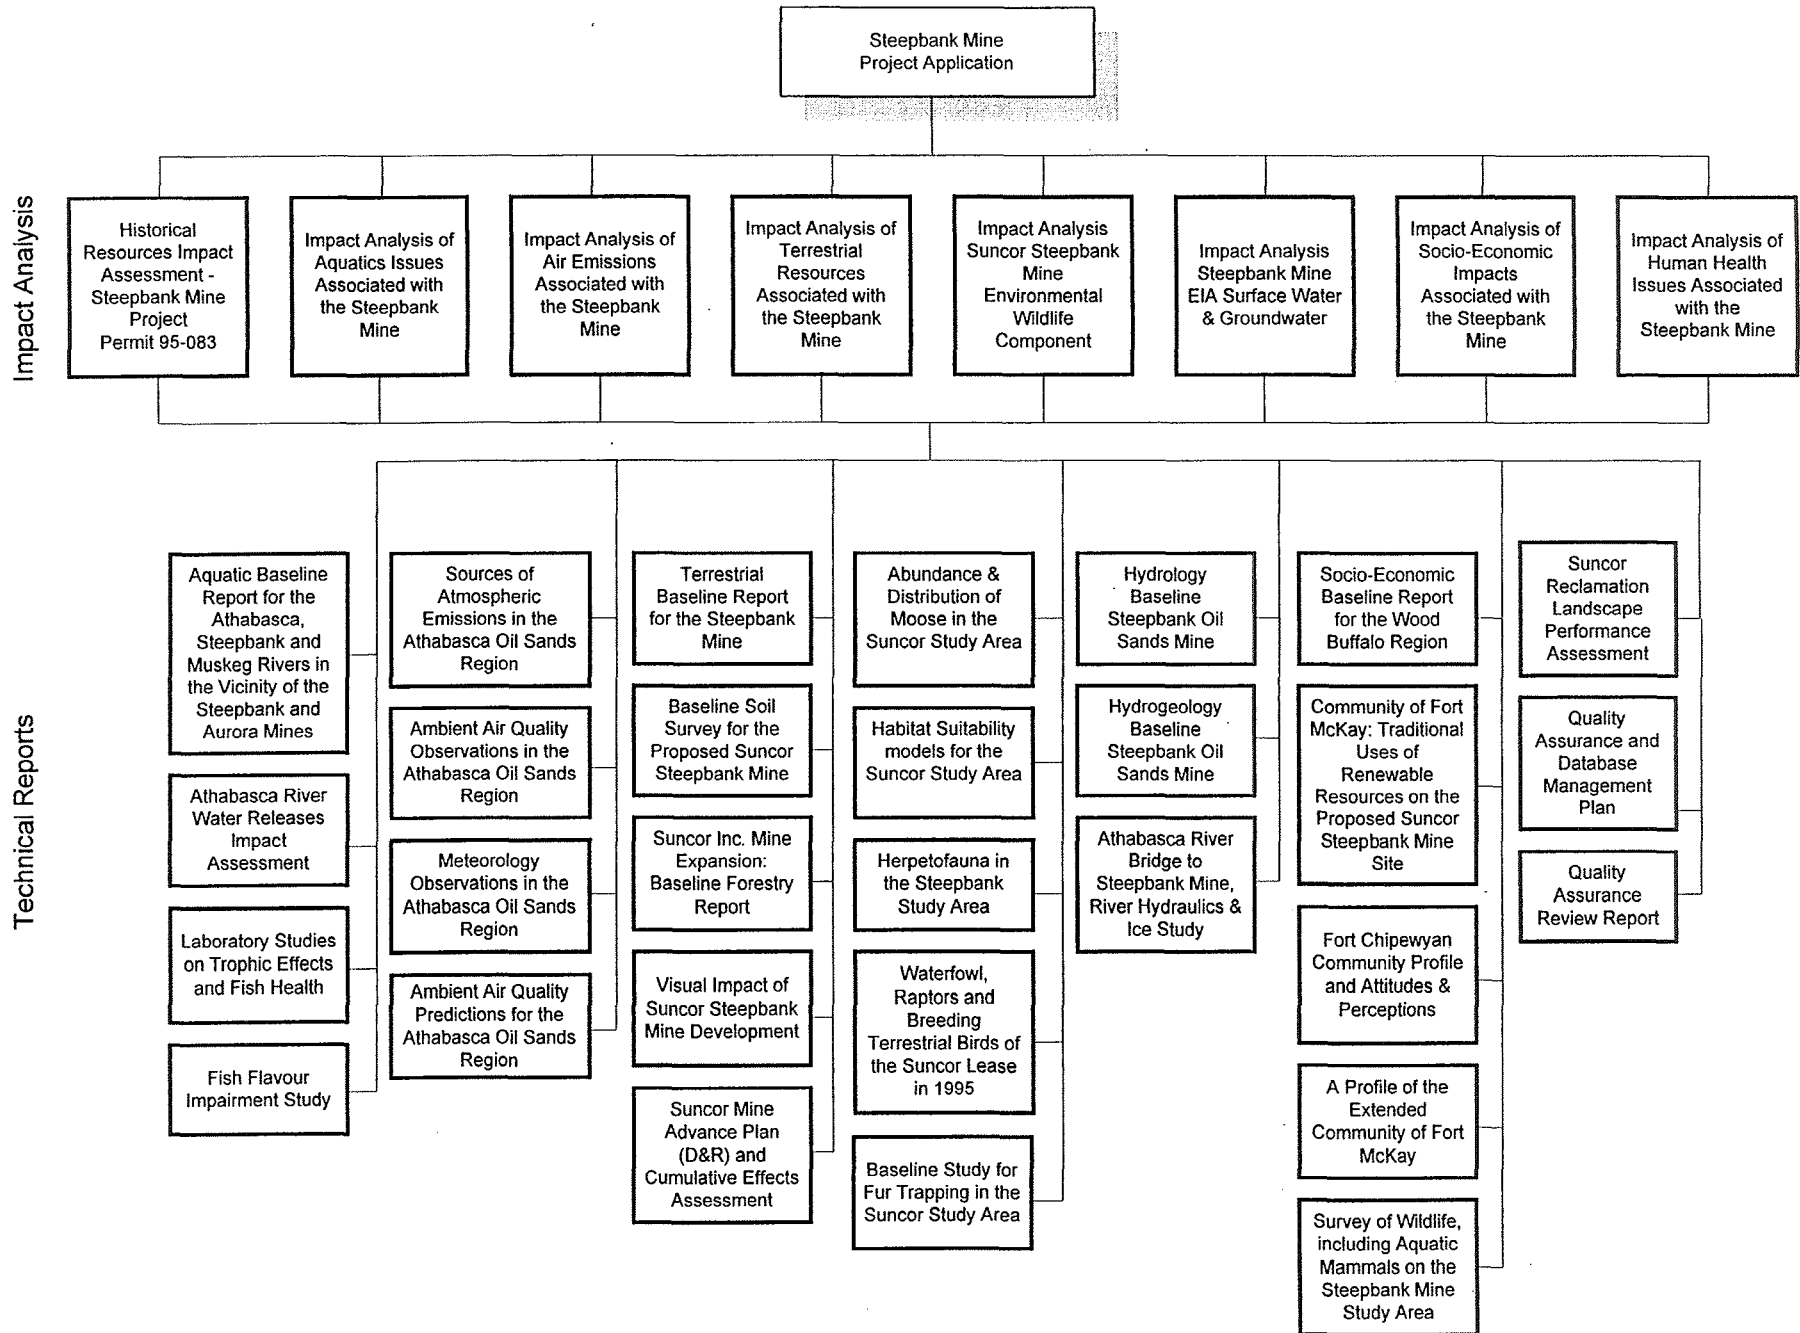 Steepbank Mine
Project Application
Impact Analysis
Historical
Resources Impact
Assessment -
Steepbank Mine
Project
Permit 95-083
Impact Analysis of
Aquatics Issues
Associated with
the Steepbank
Mine
Impact Analysis of
Air Emissions
Associated with
the Steepbank
Mine
Impact Analysis of
Terrestrial
Resources
Associated with
the Steepbank
Mine
Impact Analysis
Suncor Steepbank
Mine
Environmental
Wildlife
Component
Impact Analysis
Steepbank Mine
EIA Surface Water
& Groundwater
Impact Analysis of
Socio-Economic
Impacts
Associated with
the Steepbank
Mine
Impact Analysis of
Human Health
Issues Associated
with the
Steepbank Mine
Technical Reports
Aquatic Baseline
Report for the
Athabasca,
Steepbank and
Muskeg Rivers in
the Vicinity of the
Steepbank and
Aurora Mines
Athabasca River
Water Releases
Impact
Assessment
Laboratory Studies
on Trophic Effects
and Fish Health
Fish Flavour
Impairment Study
Sources of
Atmospheric
Emissions in the
Athabasca Oil Sands
Region
Ambient Air Quality
Observations in the
Athabasca Oil Sands
Region
Meteorology
Observations in the
Athabasca Oil Sands
Region
Ambient Air Quality
Predictions for the
Athabasca Oil Sands
Region
Terrestrial
Baseline Report
for the Steepbank
Mine
Baseline Soil
Survey for the
Proposed Suncor
Steepbank Mine
Suncor Inc. Mine
Expansion:
Baseline Forestry
Report
Visual Impact of
Suncor Steepbank
Mine Development
Suncor Mine
Advance Plan
(D&R) and
Cumulative Effects
Assessment
Abundance &
Distribution of
Moose in the
Suncor Study Area
Habitat Suitability
models for the
Suncor Study Area
Herpetofauna in
the Steepbank
Study Area
Waterfowl,
Raptors and
Breeding
Terrestrial Birds of
the Suncor Lease
in 1995
Baseline Study for
Fur Trapping in the
Suncor Study Area
Hydrology
Baseline
Steepbank Oil
Sands Mine
Hydrogeology
Baseline
Steepbank Oil
Sands Mine
Athabasca River
Bridge to
Steepbank Mine,
River Hydraulics &
Ice Study
Socio-Economic
Baseline Report
for the Wood
Buffalo Region
Community of Fort
McKay: Traditional
Uses of
Renewable
Resources on the
Proposed Suncor
Steepbank Mine
Site
Fort Chipewyan
Community Profile
and Attitudes &
Perceptions
A Profile of the
Extended
Community of Fort
McKay
Survey of Wildlife,
including Aquatic
Mammals on the
Steepbank Mine
Study Area
Suncor
Reclamation
Landscape
Performance
Assessment
Quality
Assurance and
Database
Management
Plan
Quality
Assurance
Review Report